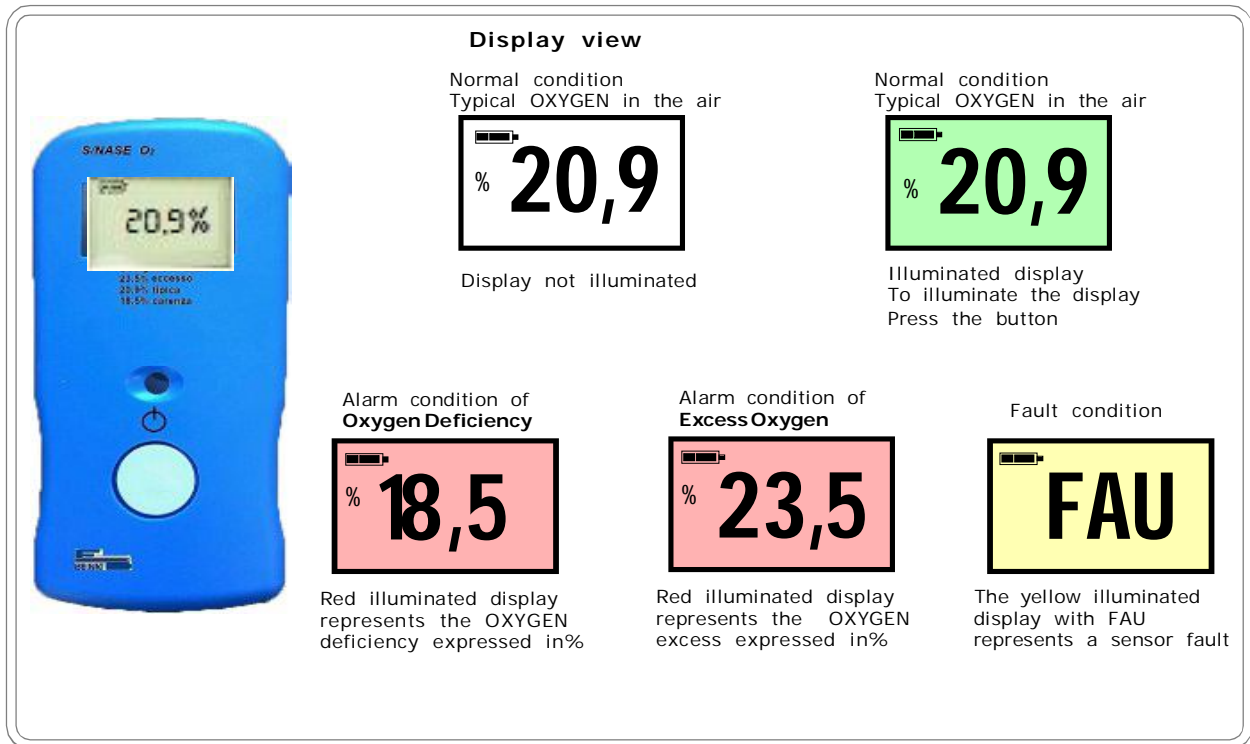 Display view
Normal condition
Typical OXYGEN in the air
% 20,9
Display not illuminated
Normal condition
Typical OXYGEN in the air
% 20,9
Illuminated display
To illuminate the display
Press the button
S/NASE O2
20.9%
23.5% eccesso
20.9% tipica
18.5% carenza
Alarm condition of
Oxygen Deficiency
% 18,5
Red illuminated display
represents the OXYGEN
deficiency expressed in%
Alarm condition of
Excess Oxygen
% 23,5
Red illuminated display
represents the OXYGEN
excess expressed in%
Fault condition
FAU
The yellow illuminated
display with FAU
represents a sensor fault